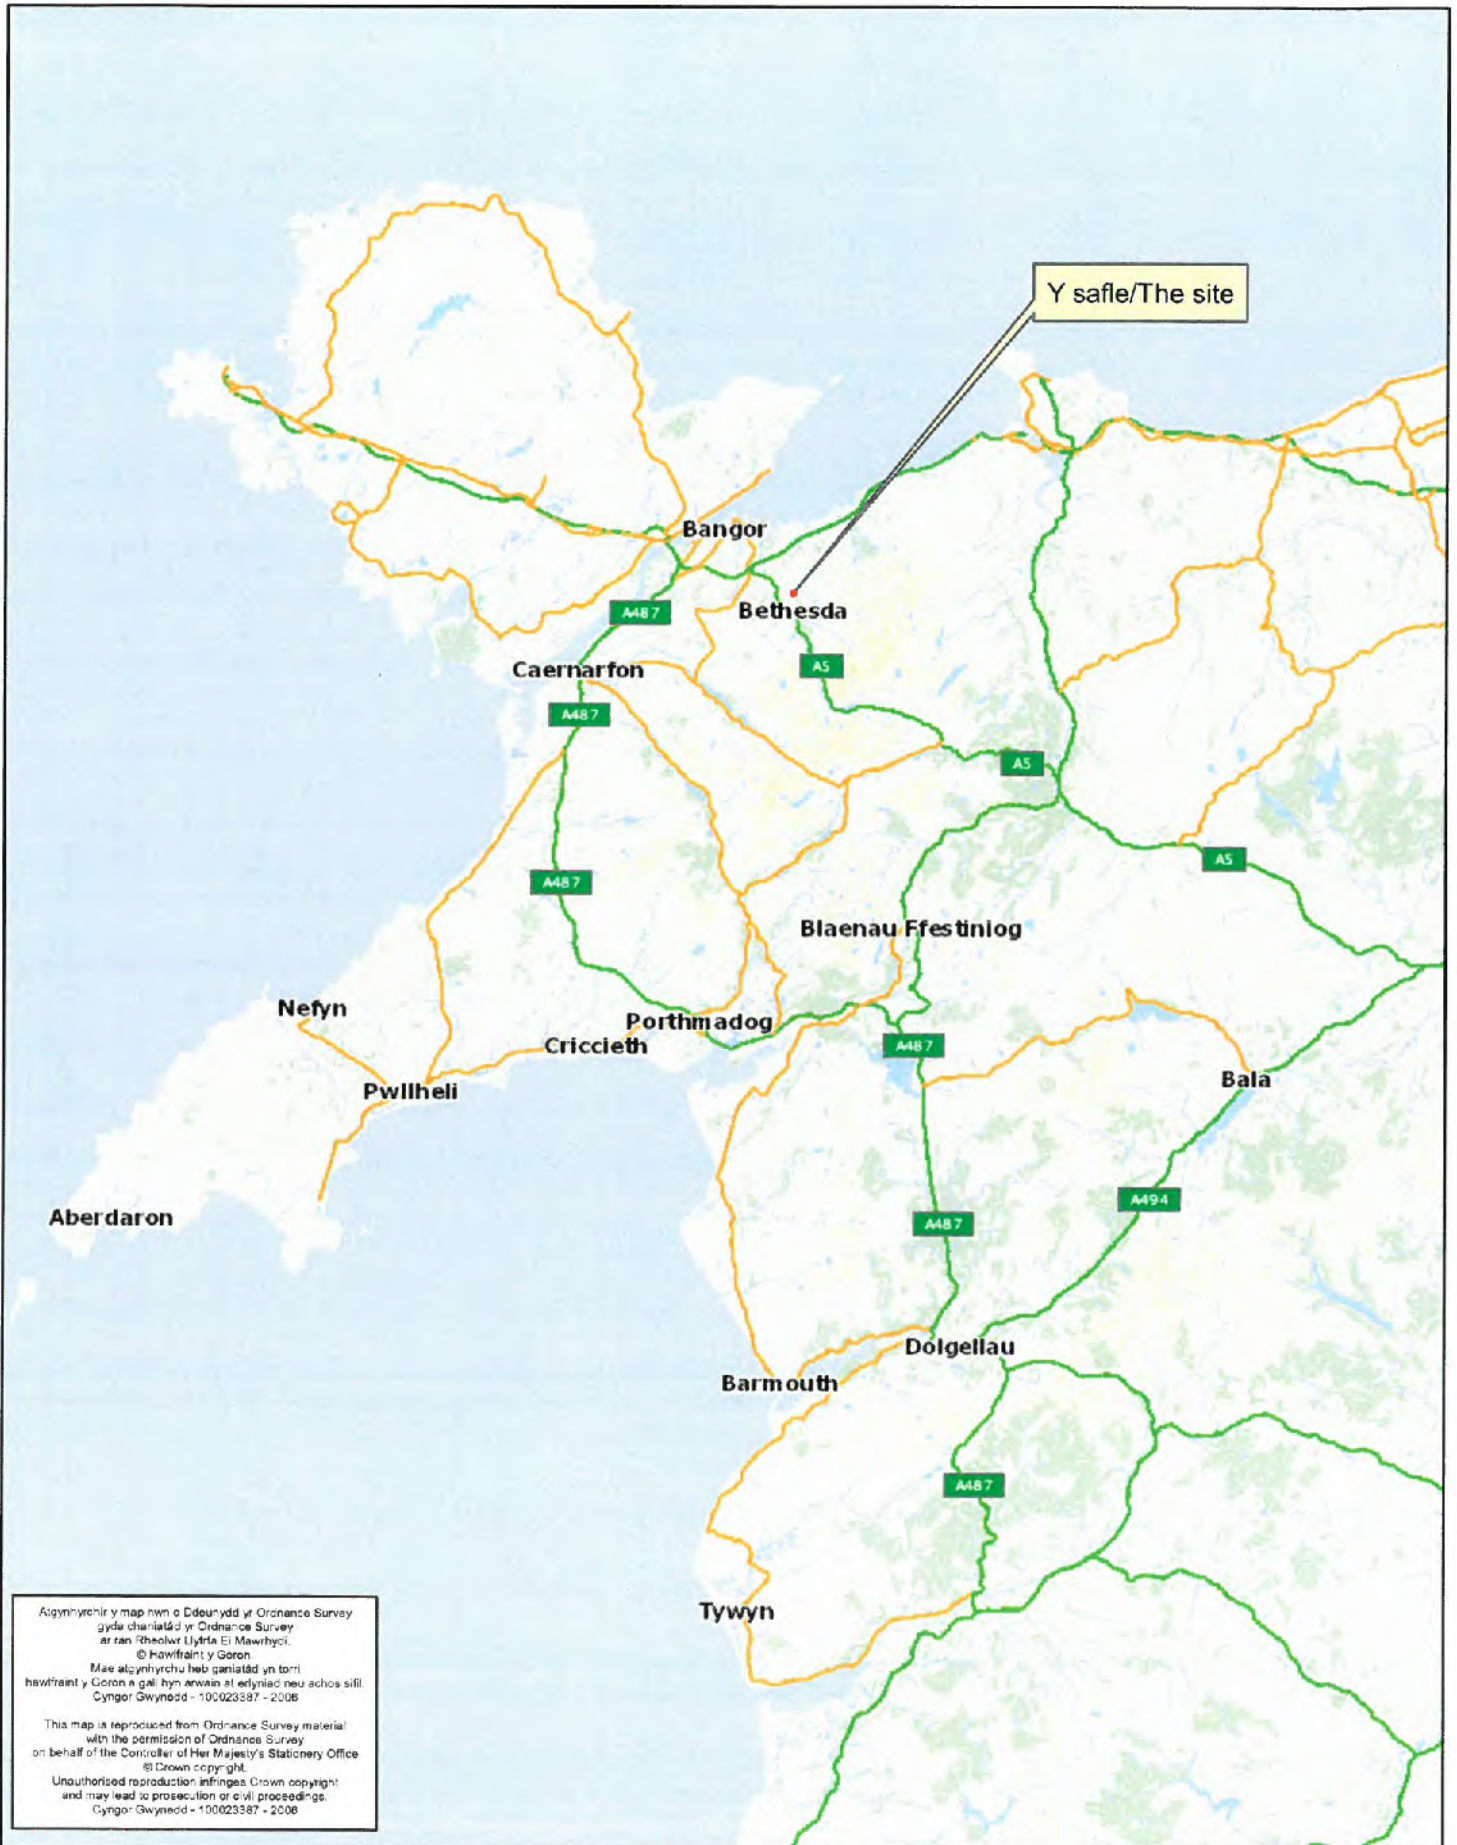 Y safle/The site
Bangor
A487
Bethesda
A5
Caernarfon
A487
A5
A5
A487
Blaenau Ffestiniog
Nefyn
Porthmadog
Criccieth
A487
Pwllheli
Bala
A494
Aberdaron
A487
Dolgellau
Barmouth
A487
Tywyn
Atgynhyrchir y map hwn o Ddeunydd yr Ordnance Survey
gyda chaniatâd yr Ordnance Survey
ar ran Rheolwr Llyfrfa Ei Mawrhydi.
© Hawlfraint y Goron.
Mae atgynhyrchu heb ganiatâd yn torri
hawlfraint y Goron a gall hyn arwain at erlyniad neu achos sifil.
Cyngor Gwynedd - 100023387 - 2006
This map is reproduced from Ordnance Survey material
with the permission of Ordnance Survey
on behalf of the Controller of Her Majesty's Stationery Office
© Crown copyright.
Unauthorised reproduction infringes Crown copyright
and may lead to prosecution or civil proceedings.
Cyngor Gwynedd - 100023387 - 2006